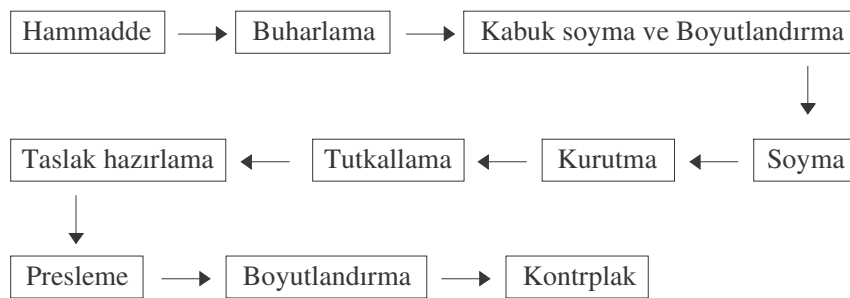 Hammadde Buharlama Kabuk soyma ve Boyutlandırma
Taslak hazırlama Tutkallama Kurutma Soyma
Presleme Boyutlandırma Kontrplak